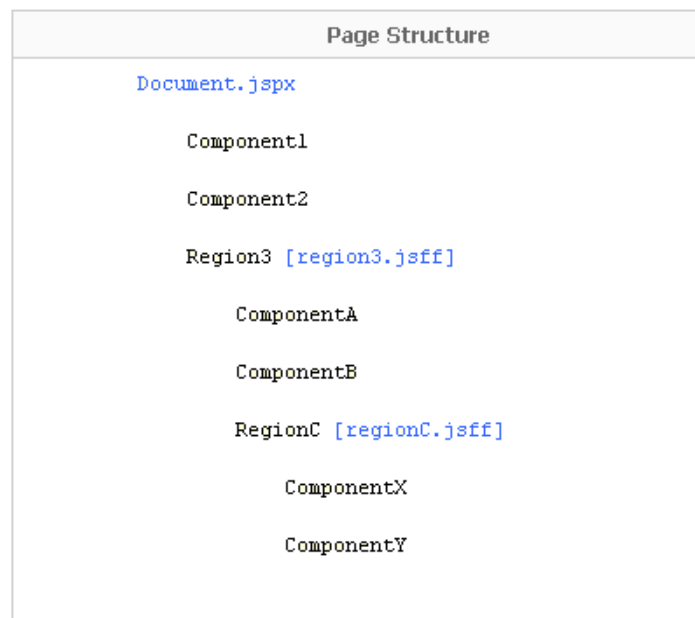 Page Structure
Document.jspx
Component1
Component2
Region3 [region3.jsff]
ComponentA
ComponentB
RegionC [regionC.jsff]
ComponentX
ComponentY